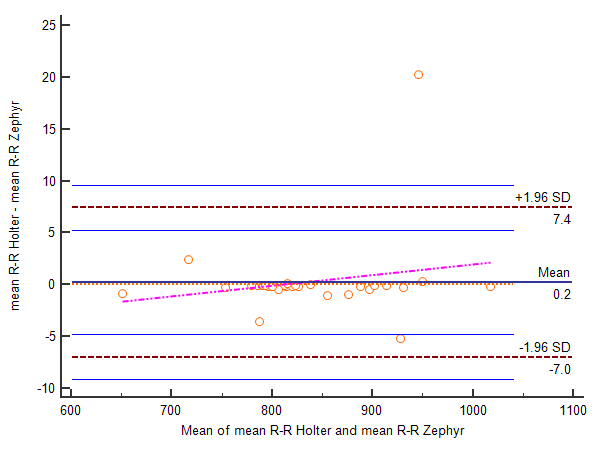 25
20
15
10
5
0
-5
-10
mean R-R Holter - mean R-R Zephyr
+1.96 SD
7.4
Mean
0.2
-1.96 SD
-7.0
600 700 800 900 1000 1100
Mean of mean R-R Holter and mean R-R Zephyr